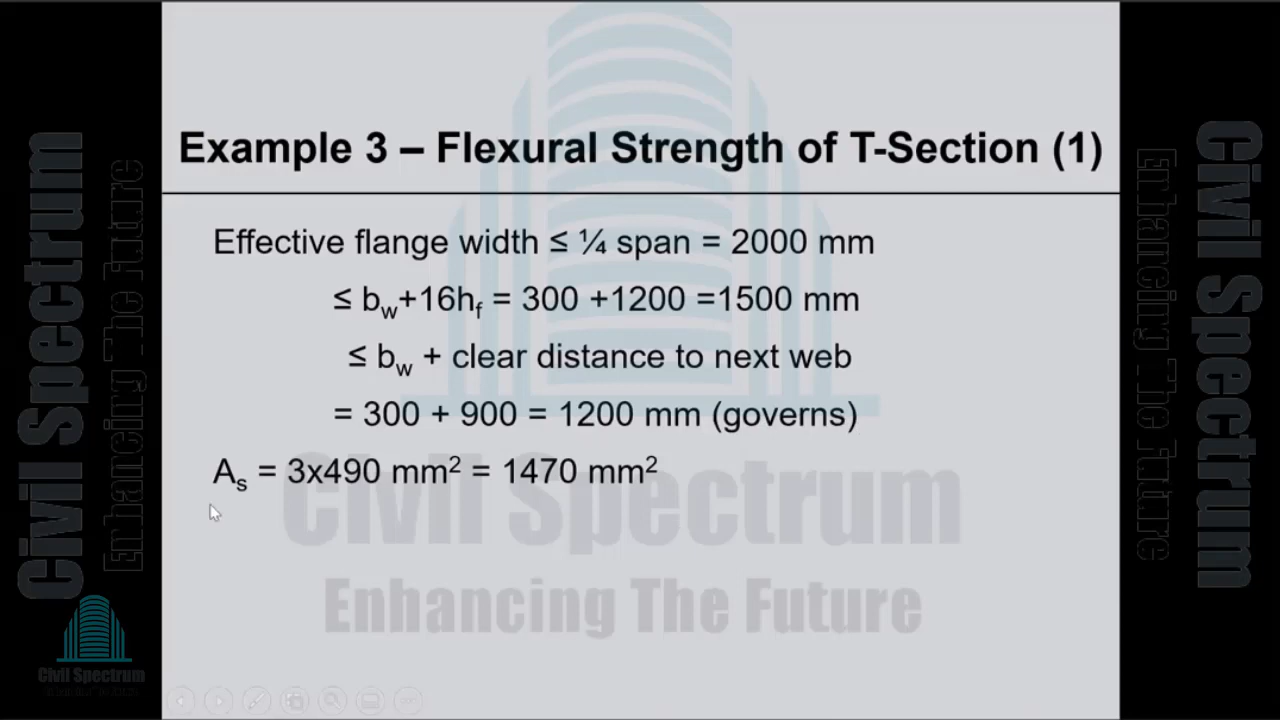 Civil Spectrum
Enhancing The Future
Example 3 – Flexural Strength of T-Section (1)
Effective flange width ≤ ¼ span = 2000 mm
≤ bw+16hf = 300 +1200 =1500 mm
≤ bw + clear distance to next web
= 300 + 900 = 1200 mm (governs)
As = 3x490 mm² = 1470 mm²
Civil Spectrum
Enhancing The Future
Civil Spectrum
Enhancing The Future
Civil Spectrum